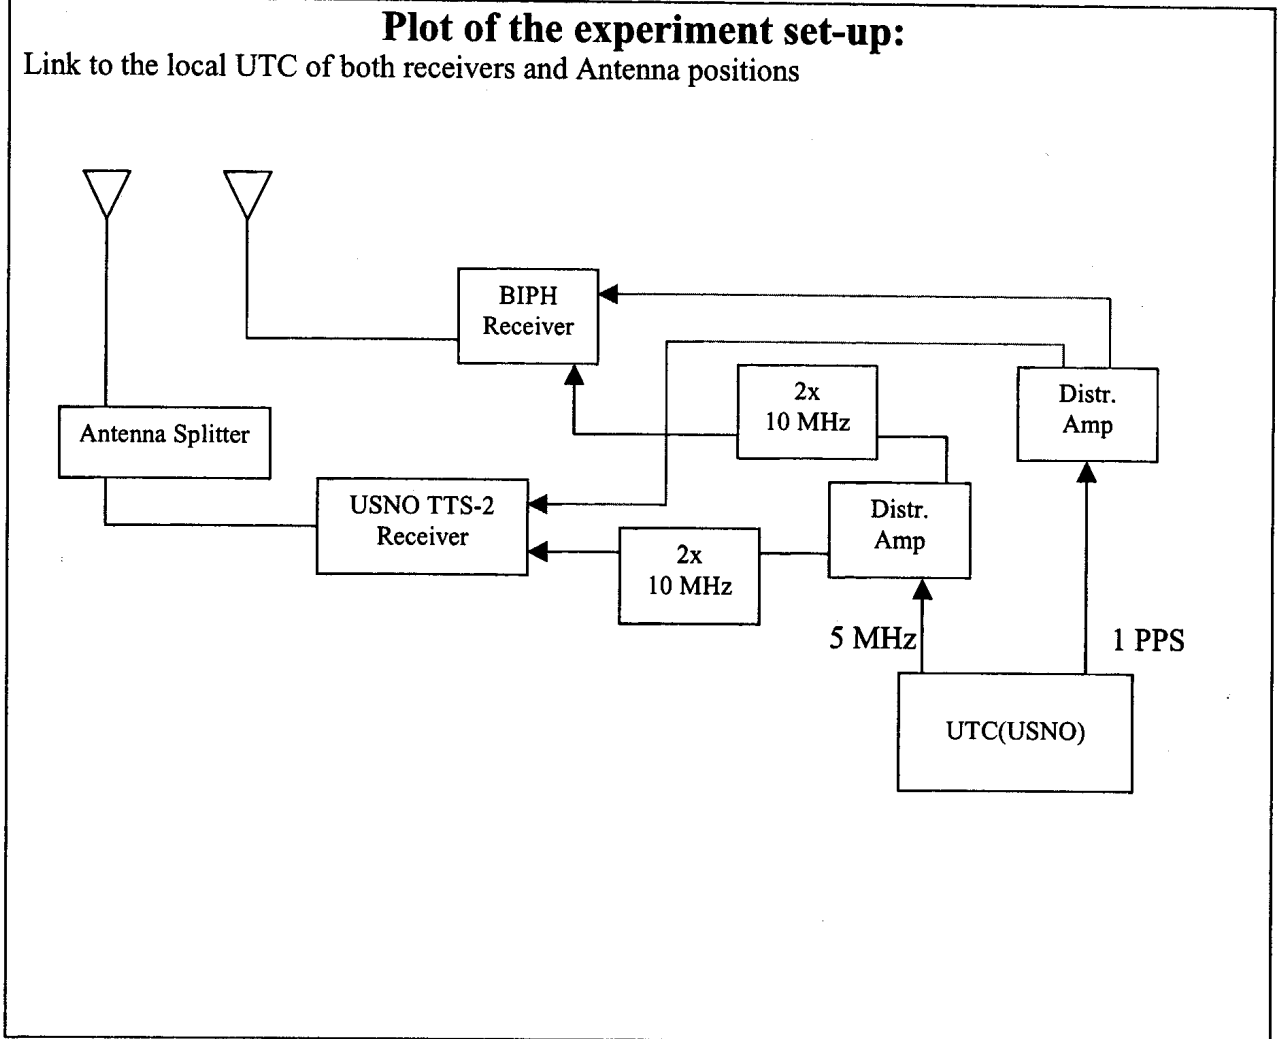 Plot of the experiment set-up:
Link to the local UTC of both receivers and Antenna positions
BIPH
Receiver
2x
10 MHz
Distr.
Amp
Antenna Splitter
USNO TTS-2
Receiver
Distr.
Amp
2x
10 MHz
5 MHz
1 PPS
UTC(USNO)